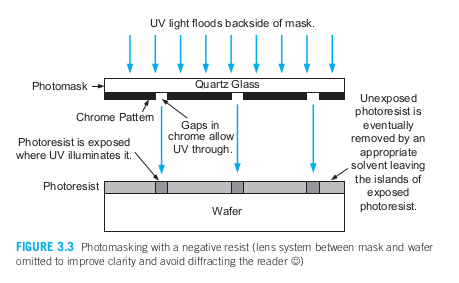 UV light floods backside of mask.
Photomask
Quartz Glass
Chrome Pattern
Gaps in
chrome allow
UV through.
Photoresist is exposed
where UV illuminates it.
Unexposed
photoresist is
eventually
removed by an
appropriate
solvent leaving
the islands of
exposed
photoresist.
Photoresist
Wafer
FIGURE 3.3 Photomasking with a negative resist (lens system between mask and wafer
omitted to improve clarity and avoid diffracting the reader ☺)